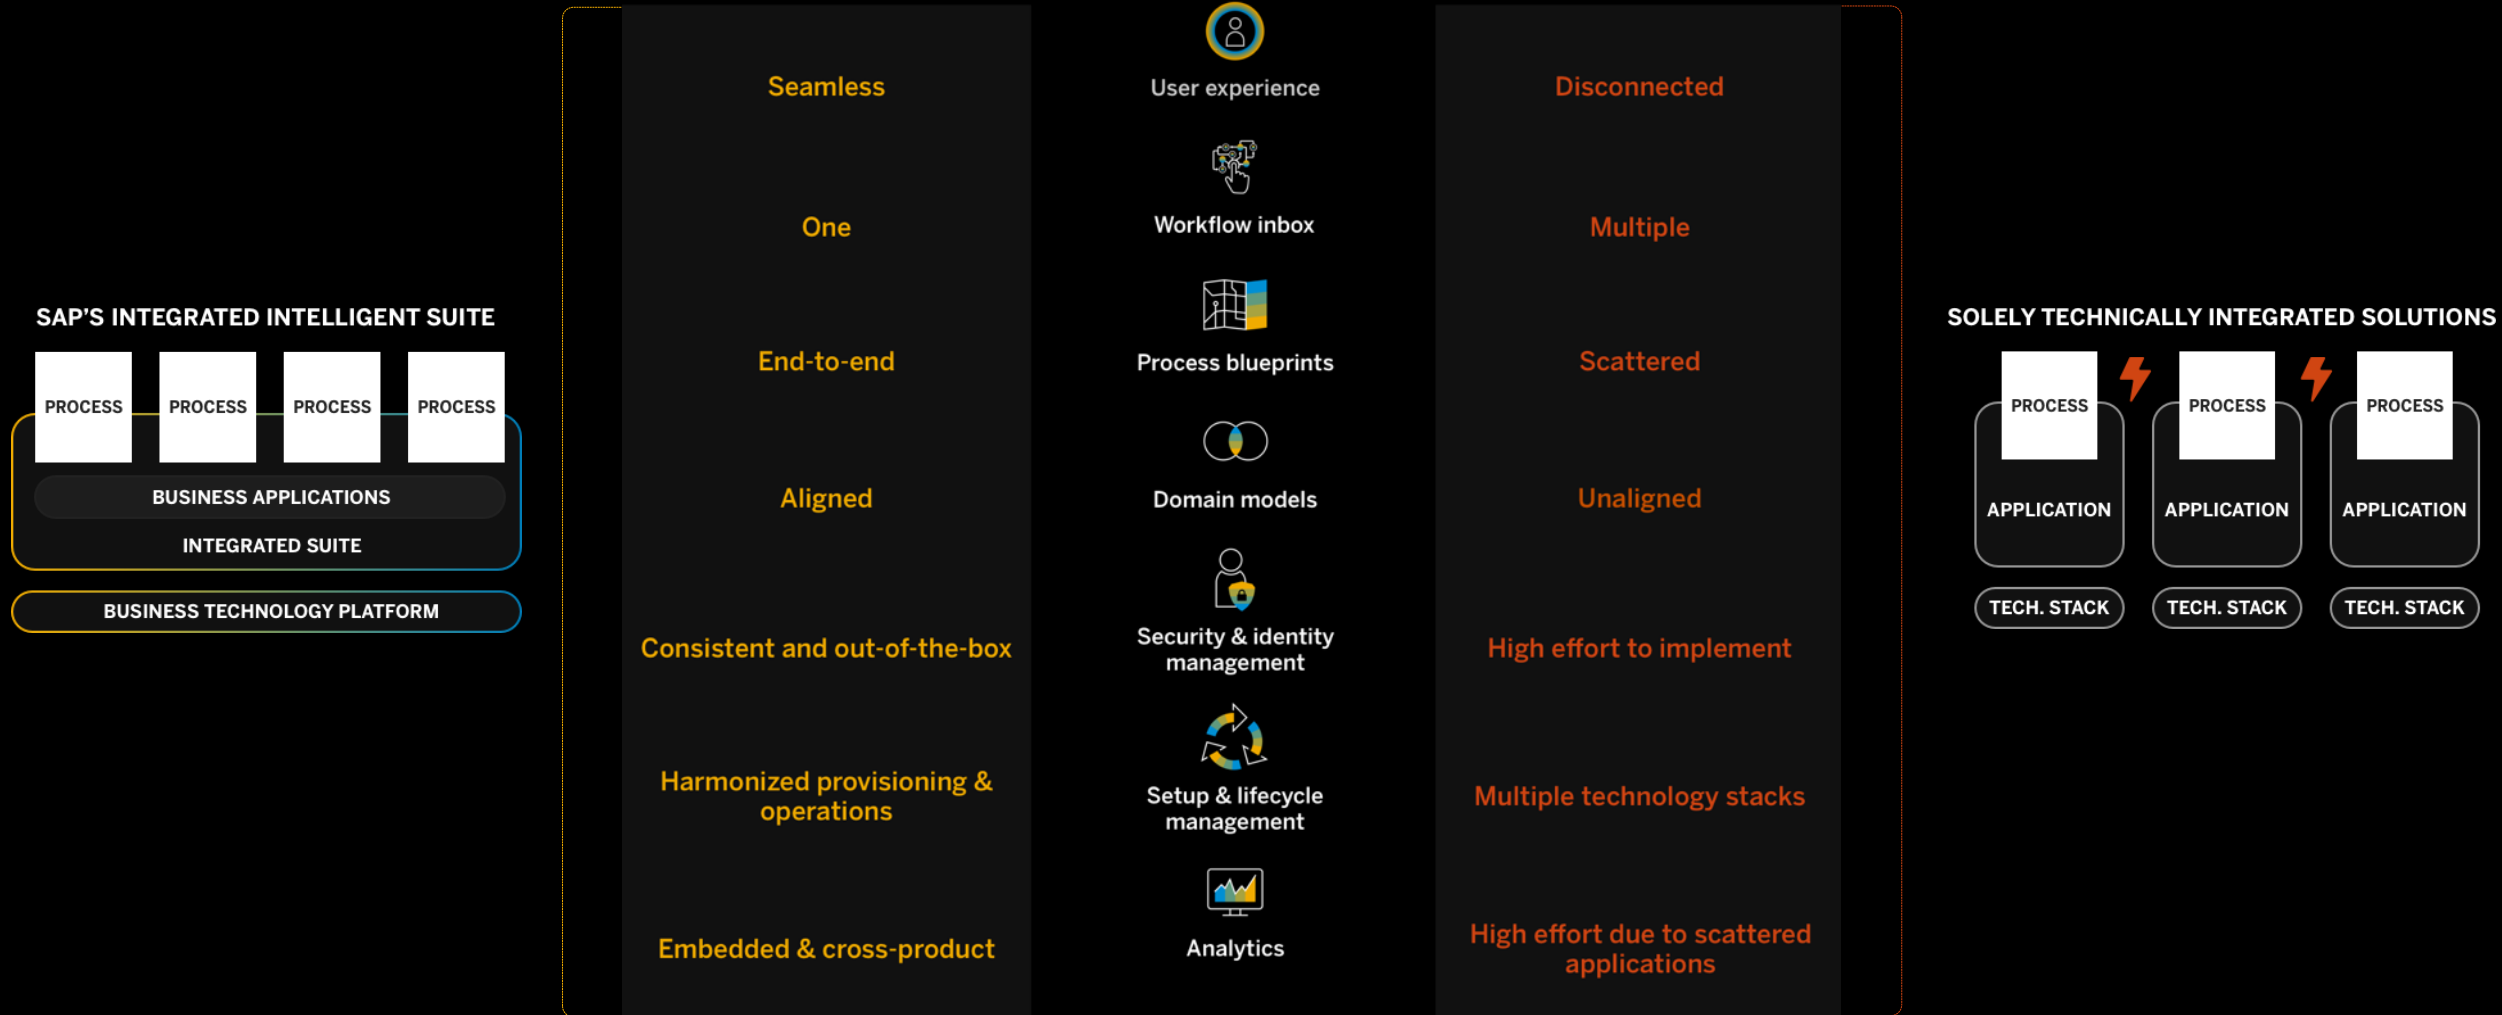 SAP'S INTEGRATED INTELLIGENT SUITE
PROCESS PROCESS PROCESS PROCESS
BUSINESS APPLICATIONS
INTEGRATED SUITE
BUSINESS TECHNOLOGY PLATFORM
Seamless
User experience
Disconnected
One
Workflow inbox
Multiple
End-to-end
Process blueprints
Scattered
Aligned
Domain models
Unaligned
Consistent and out-of-the-box
Security & identity
management
High effort to implement
Harmonized provisioning &
operations
Setup & lifecycle
management
Multiple technology stacks
Embedded & cross-product
Analytics
High effort due to scattered
applications
SOLELY TECHNICALLY INTEGRATED SOLUTIONS
PROCESS PROCESS PROCESS
APPLICATION APPLICATION APPLICATION
TECH. STACK TECH. STACK TECH. STACK